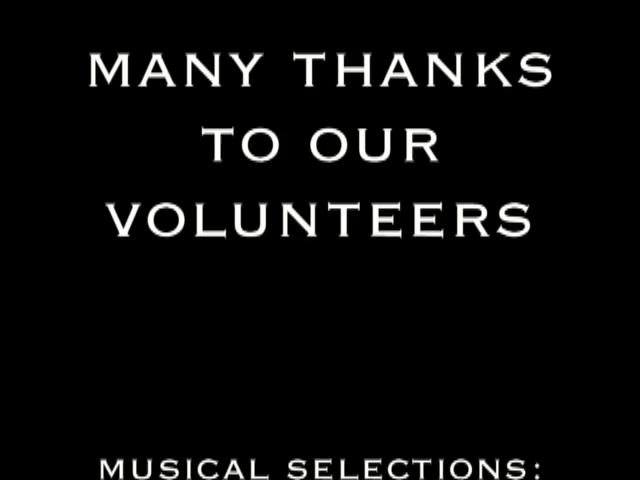 MANY THANKS
TO OUR
VOLUNTEERS
MUSICAL SELECTIONS: